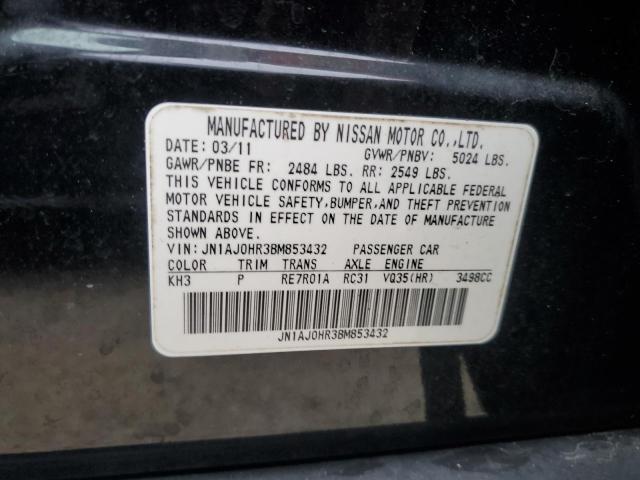 MANUFACTURED BY NISSAN MOTOR CO.,LTD.
DATE: 03/11 GVWR/PNBV: 5024 LBS.
GAWR/PNBE FR: 2484 LBS. RR: 2549 LBS.
THIS VEHICLE CONFORMS TO ALL APPLICABLE FEDERAL
MOTOR VEHICLE SAFETY,BUMPER,AND THEFT PREVENTION
STANDARDS IN EFFECT ON THE DATE OF MANUFACTURE
SHOWN ABOVE.
VIN: JN1AJ0HR3BM853432 PASSENGER CAR
COLOR TRIM TRANS AXLE ENGINE
KH3 P RE7R01A RC31 VQ35(HR) 3498CC
JN1AJ0HR3BM853432